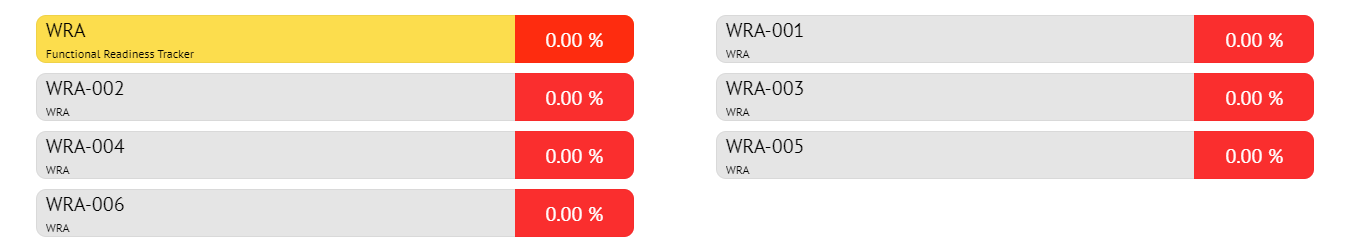 WRA
Functional Readiness Tracker
0.00 %
WRA-001
WRA
0.00 %
WRA-002
WRA
0.00 %
WRA-003
WRA
0.00 %
WRA-004
WRA
0.00 %
WRA-005
WRA
0.00 %
WRA-006
WRA
0.00 %